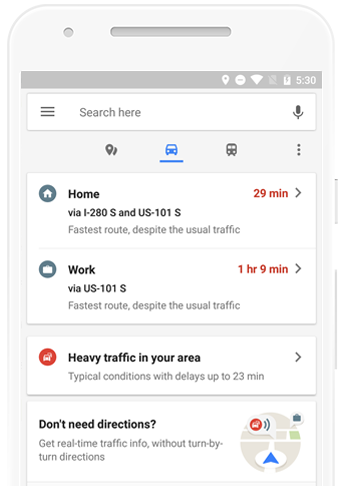 5:30
Search here
Home
29 min
via I-280 S and US-101 S
Fastest route, despite the usual traffic
Work
1 hr 9 min
via US-101 S
Fastest route, despite the usual traffic
Heavy traffic in your area
Typical conditions with delays up to 23 min
Don't need directions?
Get real-time traffic info, without turn-by-
turn directions